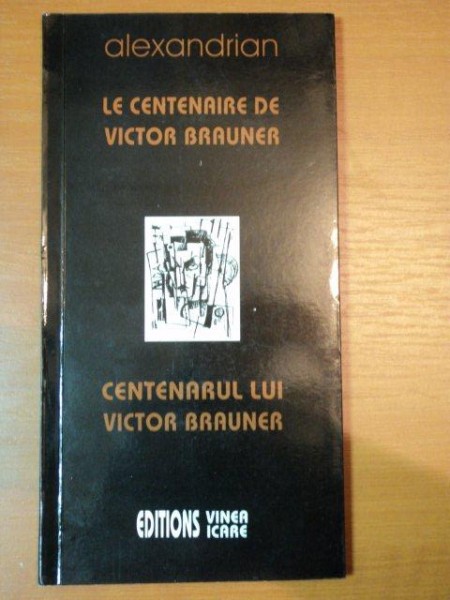 alexandrian
LE CENTENAIRE DE
VICTOR BRAUNER
CENTENARUL LUI
VICTOR BRAUNER
EDITIONS VINEA
ICARE